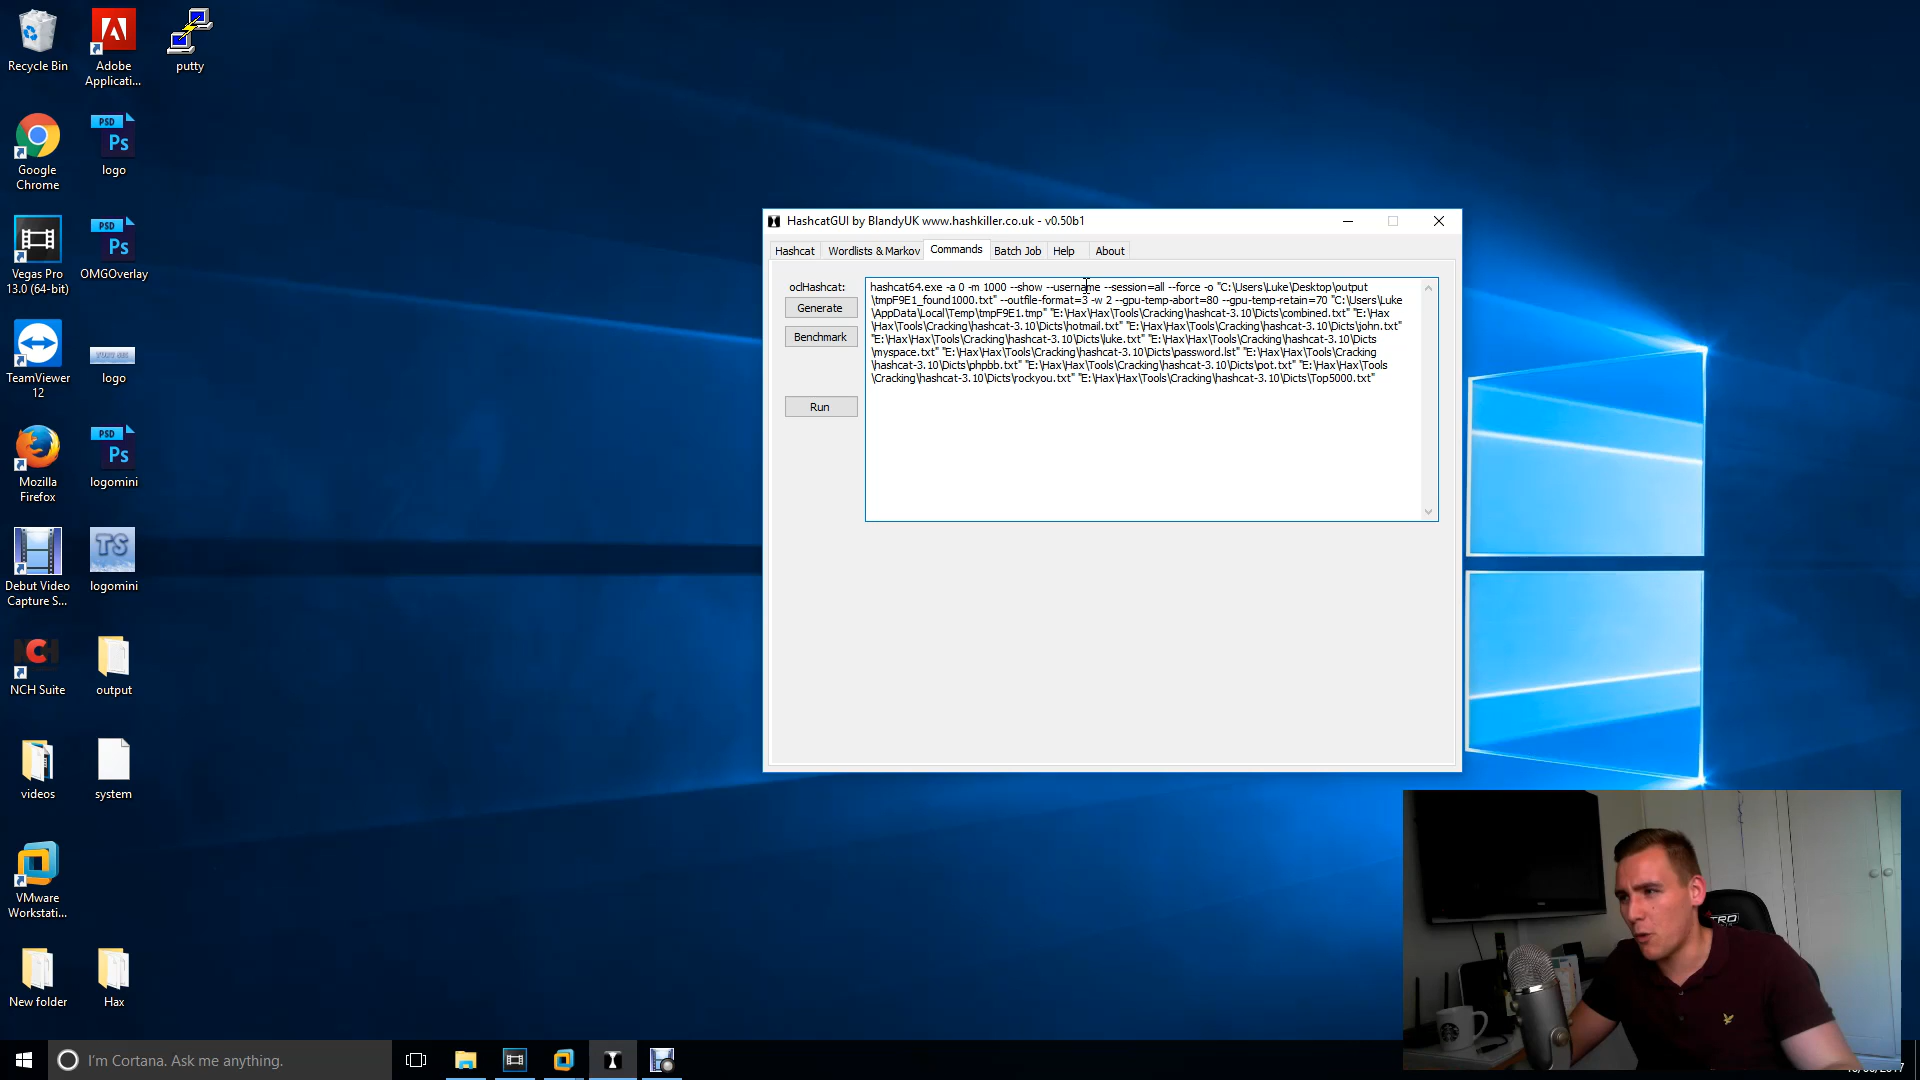 Recycle Bin
Adobe
Applicati...
putty
Google
Chrome
PSD
Ps
logo
Vegas Pro
13.0 (64-bit)
PSD
Ps
OMGOverlay
TeamViewer
12
logo
Mozilla
Firefox
PSD
Ps
logomini
Debut Video
Capture S...
TS
logomini
NCH Suite
output
videos
system
VMware
Workstati...
New folder
Hax
HashcatGUI by BlandyUK www.hashkiller.co.uk - v0.50b1
Hashcat
Wordlists & Markov
Commands
Batch Job
Help
About
odHashcat:
Generate
Benchmark
Run
hashcat64.exe -a 0 -m 1000 --show --username --session=all --force -o "C:\Users\Luke\Desktop\output
\tmpF9E1_found1000.txt" --outfile-format=3 -w 2 --gpu-temp-abort=80 --gpu-temp-retain=70 "C:\Users\Luke
\AppData\Local\Temp\tmpF9E1.tmp" "E:\Hax\Hax\Tools\Cracking\hashcat-3.10\Dicts\combined.txt" "E:\Hax
\Hax\Tools\Cracking\hashcat-3.10\Dicts\hotmail.txt" "E:\Hax\Hax\Tools\Cracking\hashcat-3.10\Dicts\john.txt"
"E:\Hax\Hax\Tools\Cracking\hashcat-3.10\Dicts\luke.txt" "E:\Hax\Hax\Tools\Cracking\hashcat-3.10\Dicts
\myspace.txt" "E:\Hax\Hax\Tools\Cracking\hashcat-3.10\Dicts\password.lst" "E:\Hax\Hax\Tools\Cracking
\hashcat-3.10\Dicts\phpbb.txt" "E:\Hax\Hax\Tools\Cracking\hashcat-3.10\Dicts\pot.txt" "E:\Hax\Hax\Tools
\Cracking\hashcat-3.10\Dicts\rockyou.txt" "E:\Hax\Hax\Tools\Cracking\hashcat-3.10\Dicts\Top5000.txt"
I'm Cortana. Ask me anything.